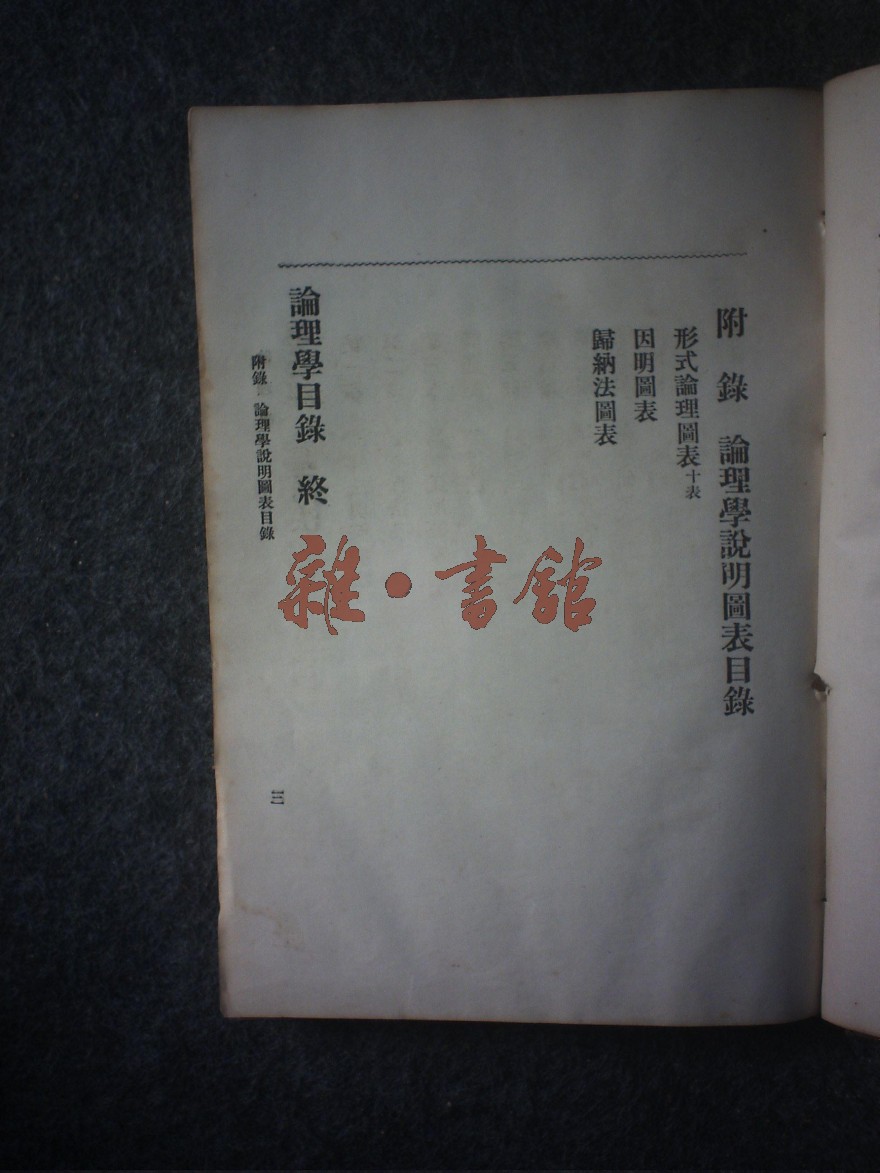 附錄　論理學說明圖表目錄
形式論理圖表十表
因明圖表
歸納法圖表
論理學目錄　終
附錄　論理學說明圖表目錄
三
雜・書館